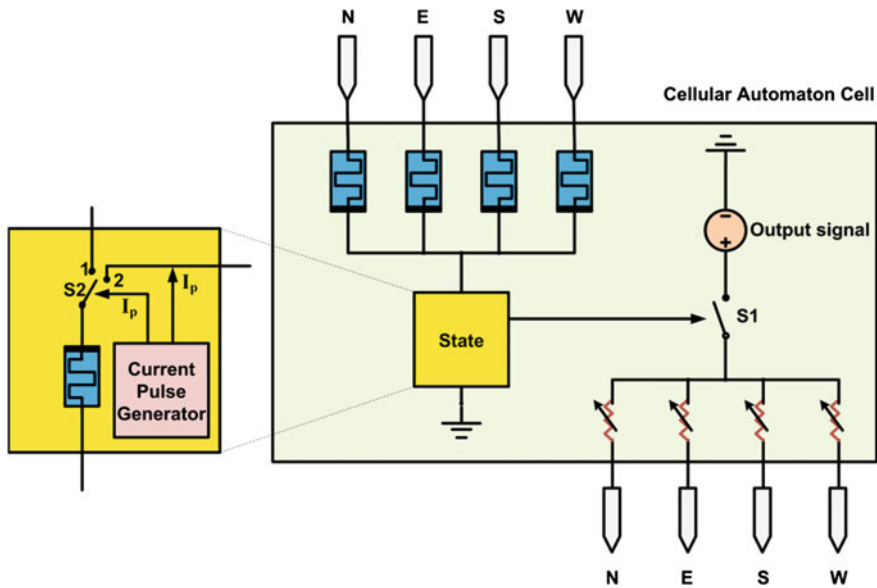 N E S W
Cellular Automaton Cell
Output signal
S1
State
1
2
S2
Ip
Ip
Current
Pulse
Generator
N E S W